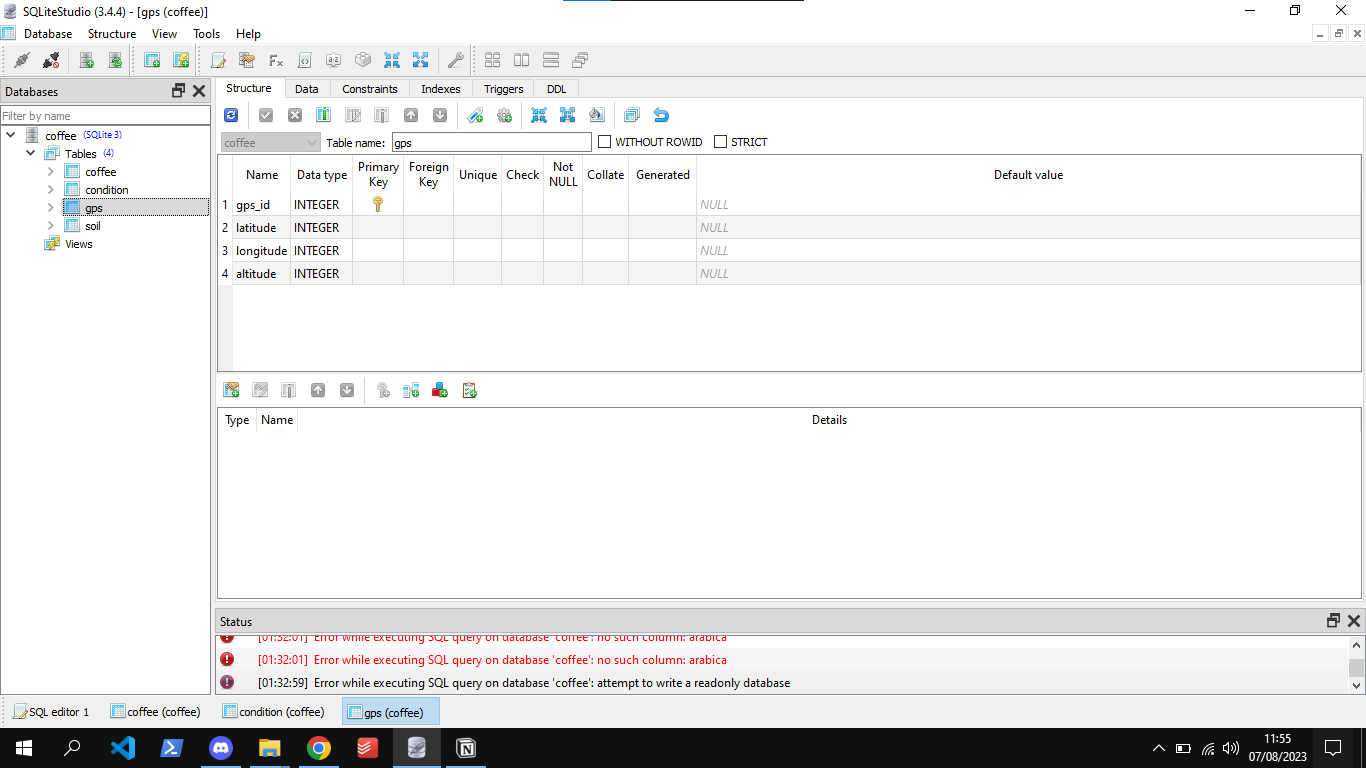 SQLiteStudio (3.4.4) - [gps (coffee)]
Database Structure View Tools Help
Databases
Filter by name
coffee (SQLite 3)
Tables (4)
coffee
condition
gps
soil
Views
Structure Data Constraints Indexes Triggers DDL
coffee Table name: gps WITHOUT ROWID STRICT
Name Data type Primary Key Foreign Key Unique Check Not NULL Collate Generated Default value
1 gps_id INTEGER NULL
2 latitude INTEGER NULL
3 longitude INTEGER NULL
4 altitude INTEGER NULL
Type Name Details
Status
[01:32:01] Error while executing SQL query on database 'coffee': no such column: arabica
[01:32:01] Error while executing SQL query on database 'coffee': no such column: arabica
[01:32:59] Error while executing SQL query on database 'coffee': attempt to write a readonly database
SQL editor 1 coffee (coffee) condition (coffee) gps (coffee)
11:55
07/08/2023